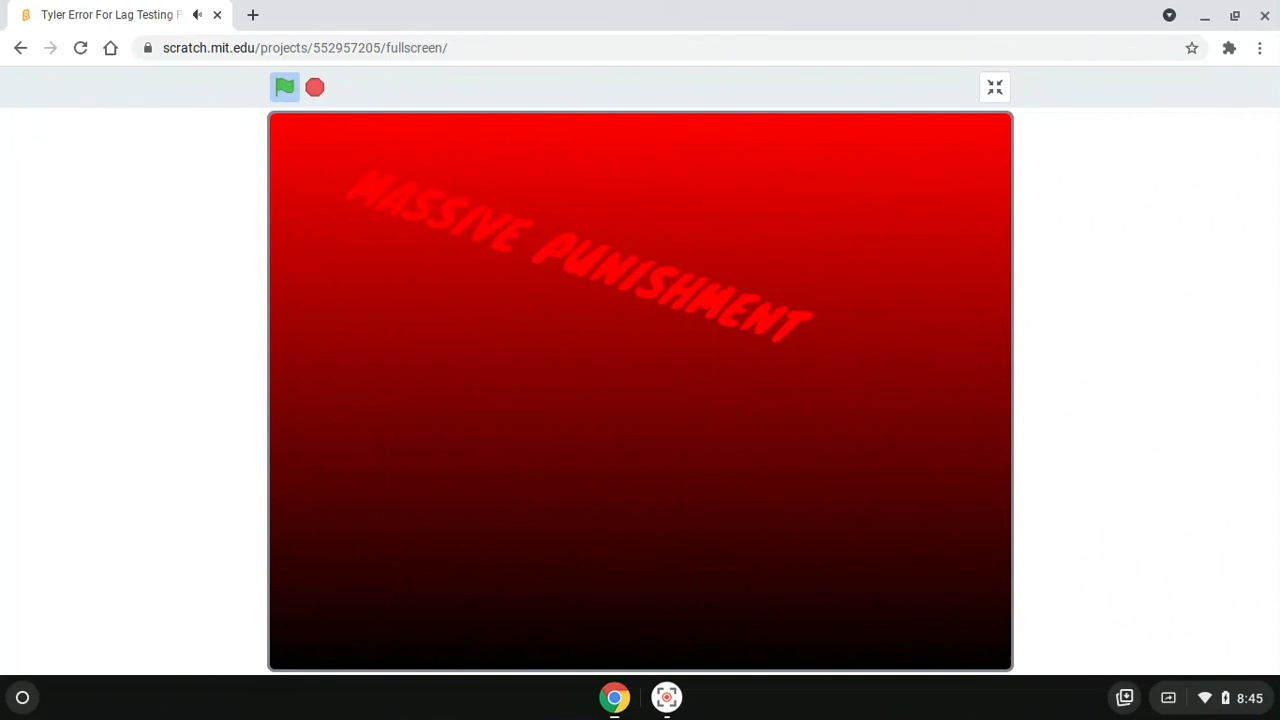 Tyler Error For Lag Testing P
scratch.mit.edu/projects/552957205/fullscreen/
MASSIVE PUNISHMENT
8:45